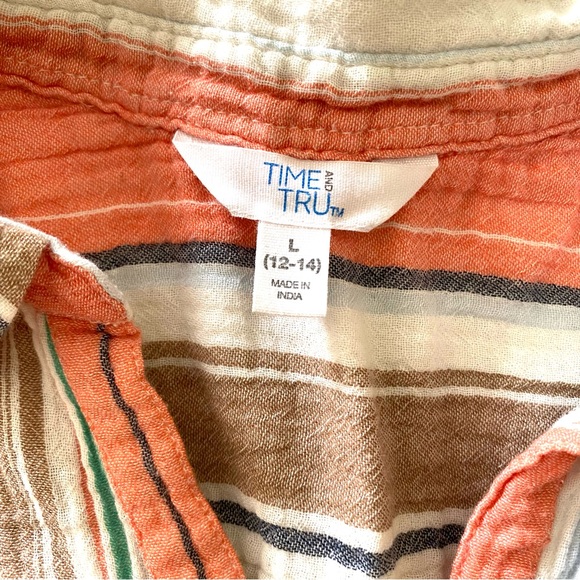 TIME AND
TRU™
L
(12-14)
MADE IN
INDIA